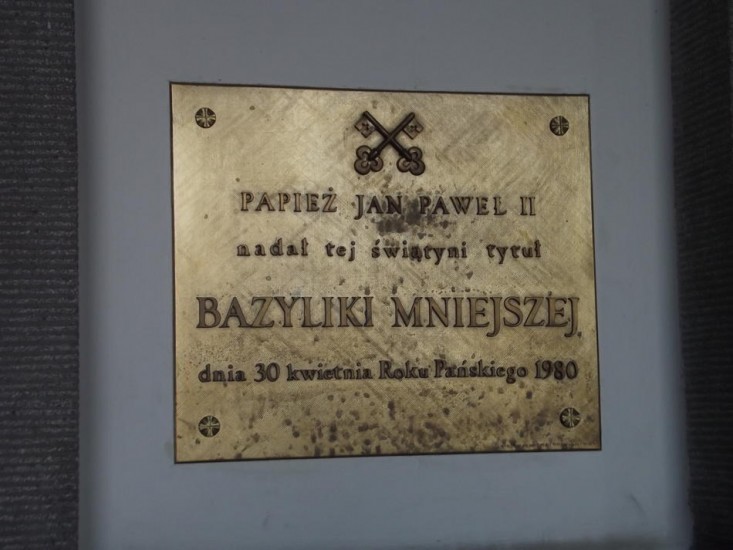 PAPIEŻ JAN PAWEŁ II
nadał tej świątyni tytuł
BAZYLIKI MNIEJSZEJ
dnia 30 kwietnia Roku Pańskiego 1980